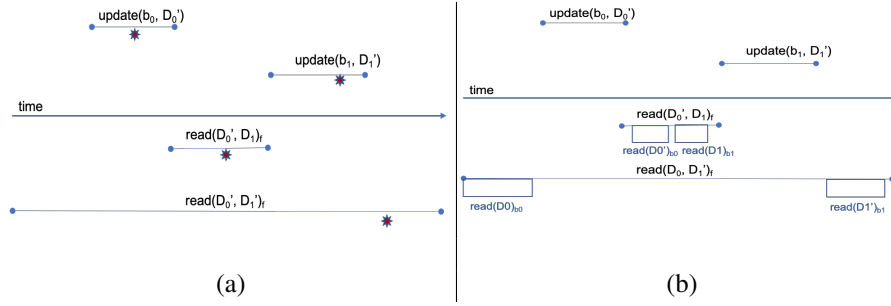 update(b₀, D₀')
update(b₁, D₁')
time
read(D₀', D₁)f
read(D₀', D₁')f
(a)
update(b₀, D₀')
update(b₁, D₁')
time
read(D₀', D₁)f
read(D0')b0 read(D1)b1
read(D₀, D₁')f
read(D0)b0
read(D1')b1
(b)